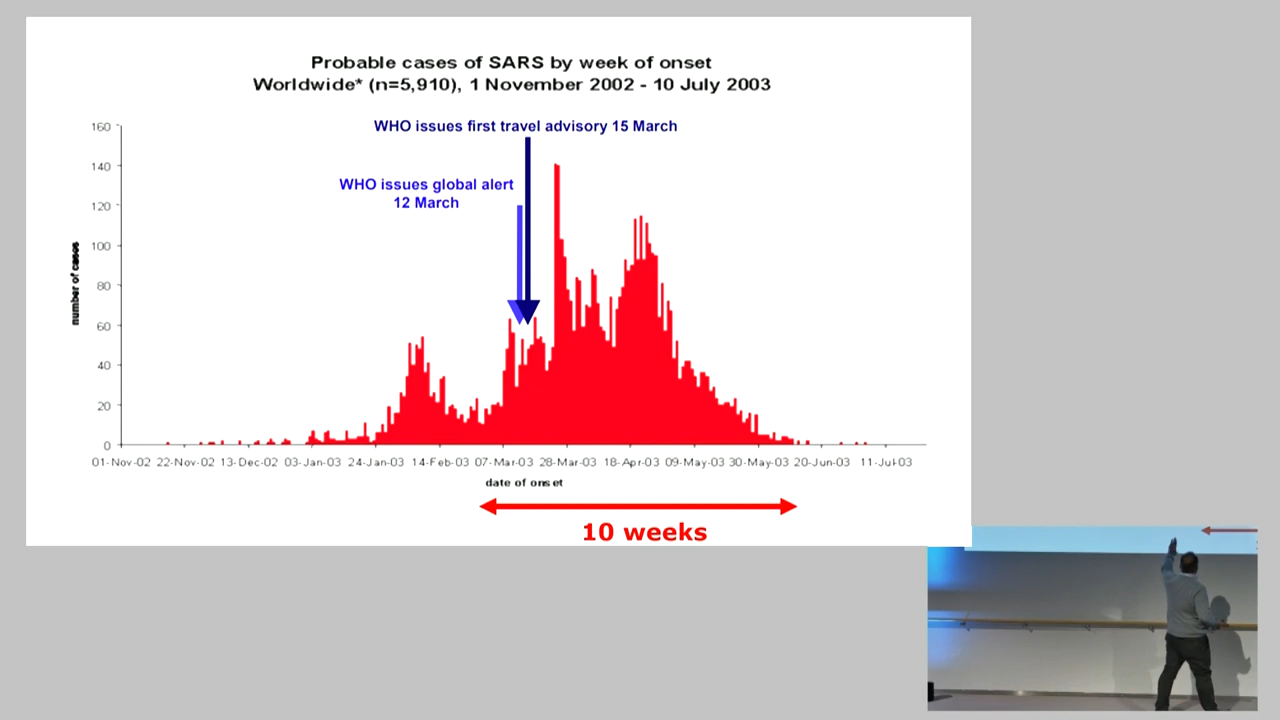 Probable cases of SARS by week of onset
Worldwide* (n=5,910), 1 November 2002 - 10 July 2003
WHO issues first travel advisory 15 March
WHO issues global alert
12 March
160
140
120
100
80
60
40
20
0
number of cases
01-Nov-02 22-Nov-02 13-Dec-02 03-Jan-03 24-Jan-03 14-Feb-03 07-Mar-03 28-Mar-03 18-Apr-03 09-May-03 30-May-03 20-Jun-03 11-Jul-03
date of onset
10 weeks